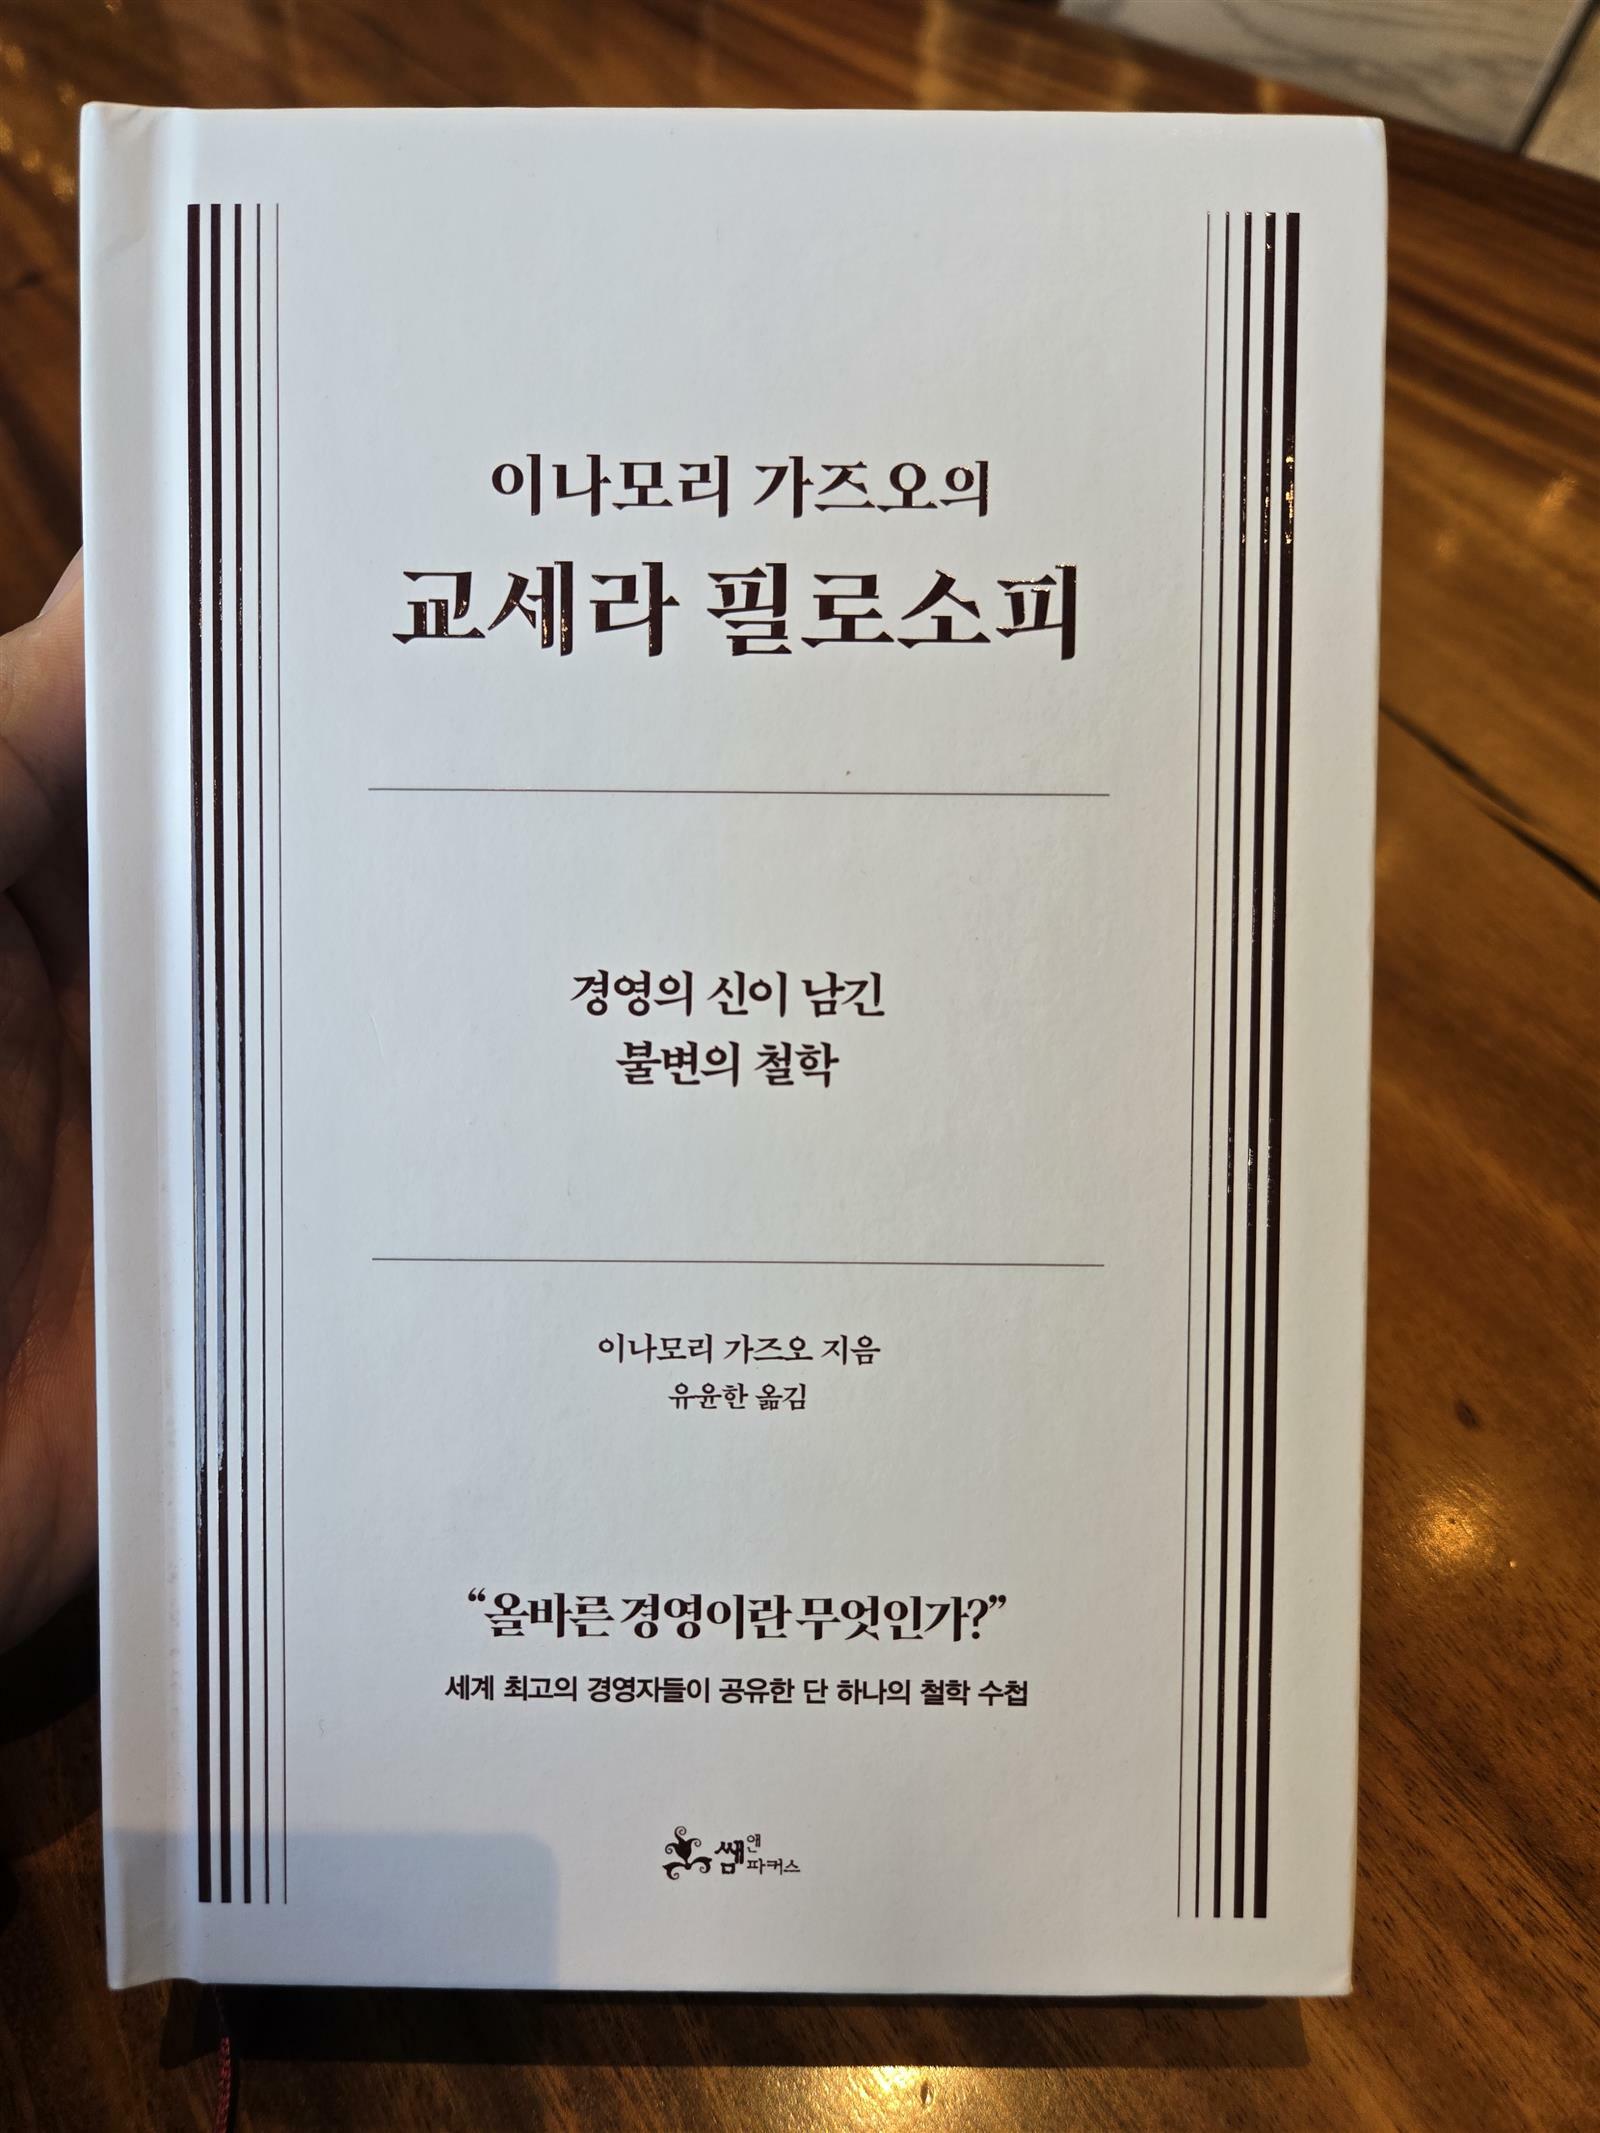 이나모리 가즈오의
교세라 필로소피
경영의 신이 남긴
불변의 철학
이나모리 가즈오 지음
유윤한 옮김
“올바른 경영이란 무엇인가?”
세계 최고의 경영자들이 공유한 단 하나의 철학 수첩
쌤앤파커스